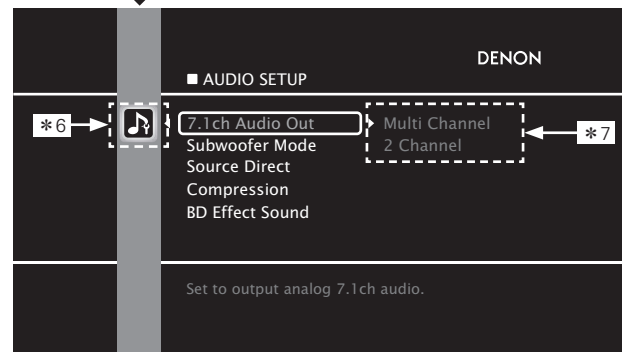 DENON
■ AUDIO SETUP
*6
7.1ch Audio Out
Multi Channel
*7
Subwoofer Mode
2 Channel
Source Direct
Compression
BD Effect Sound
Set to output analog 7.1ch audio.